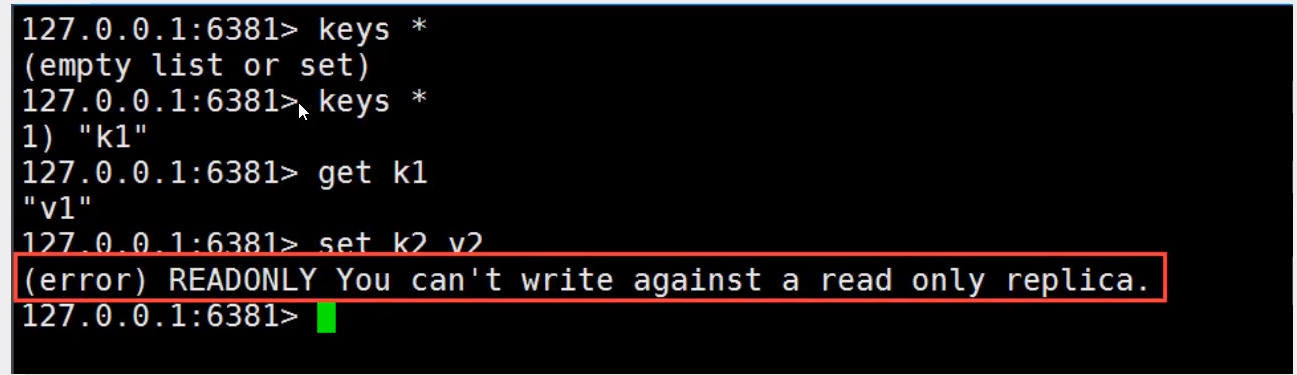 127.0.0.1:6381> keys *
(empty list or set)
127.0.0.1:6381> keys *
1) "k1"
127.0.0.1:6381> get k1
"v1"
127.0.0.1:6381> set k2 v2
(error) READONLY You can't write against a read only replica.
127.0.0.1:6381>